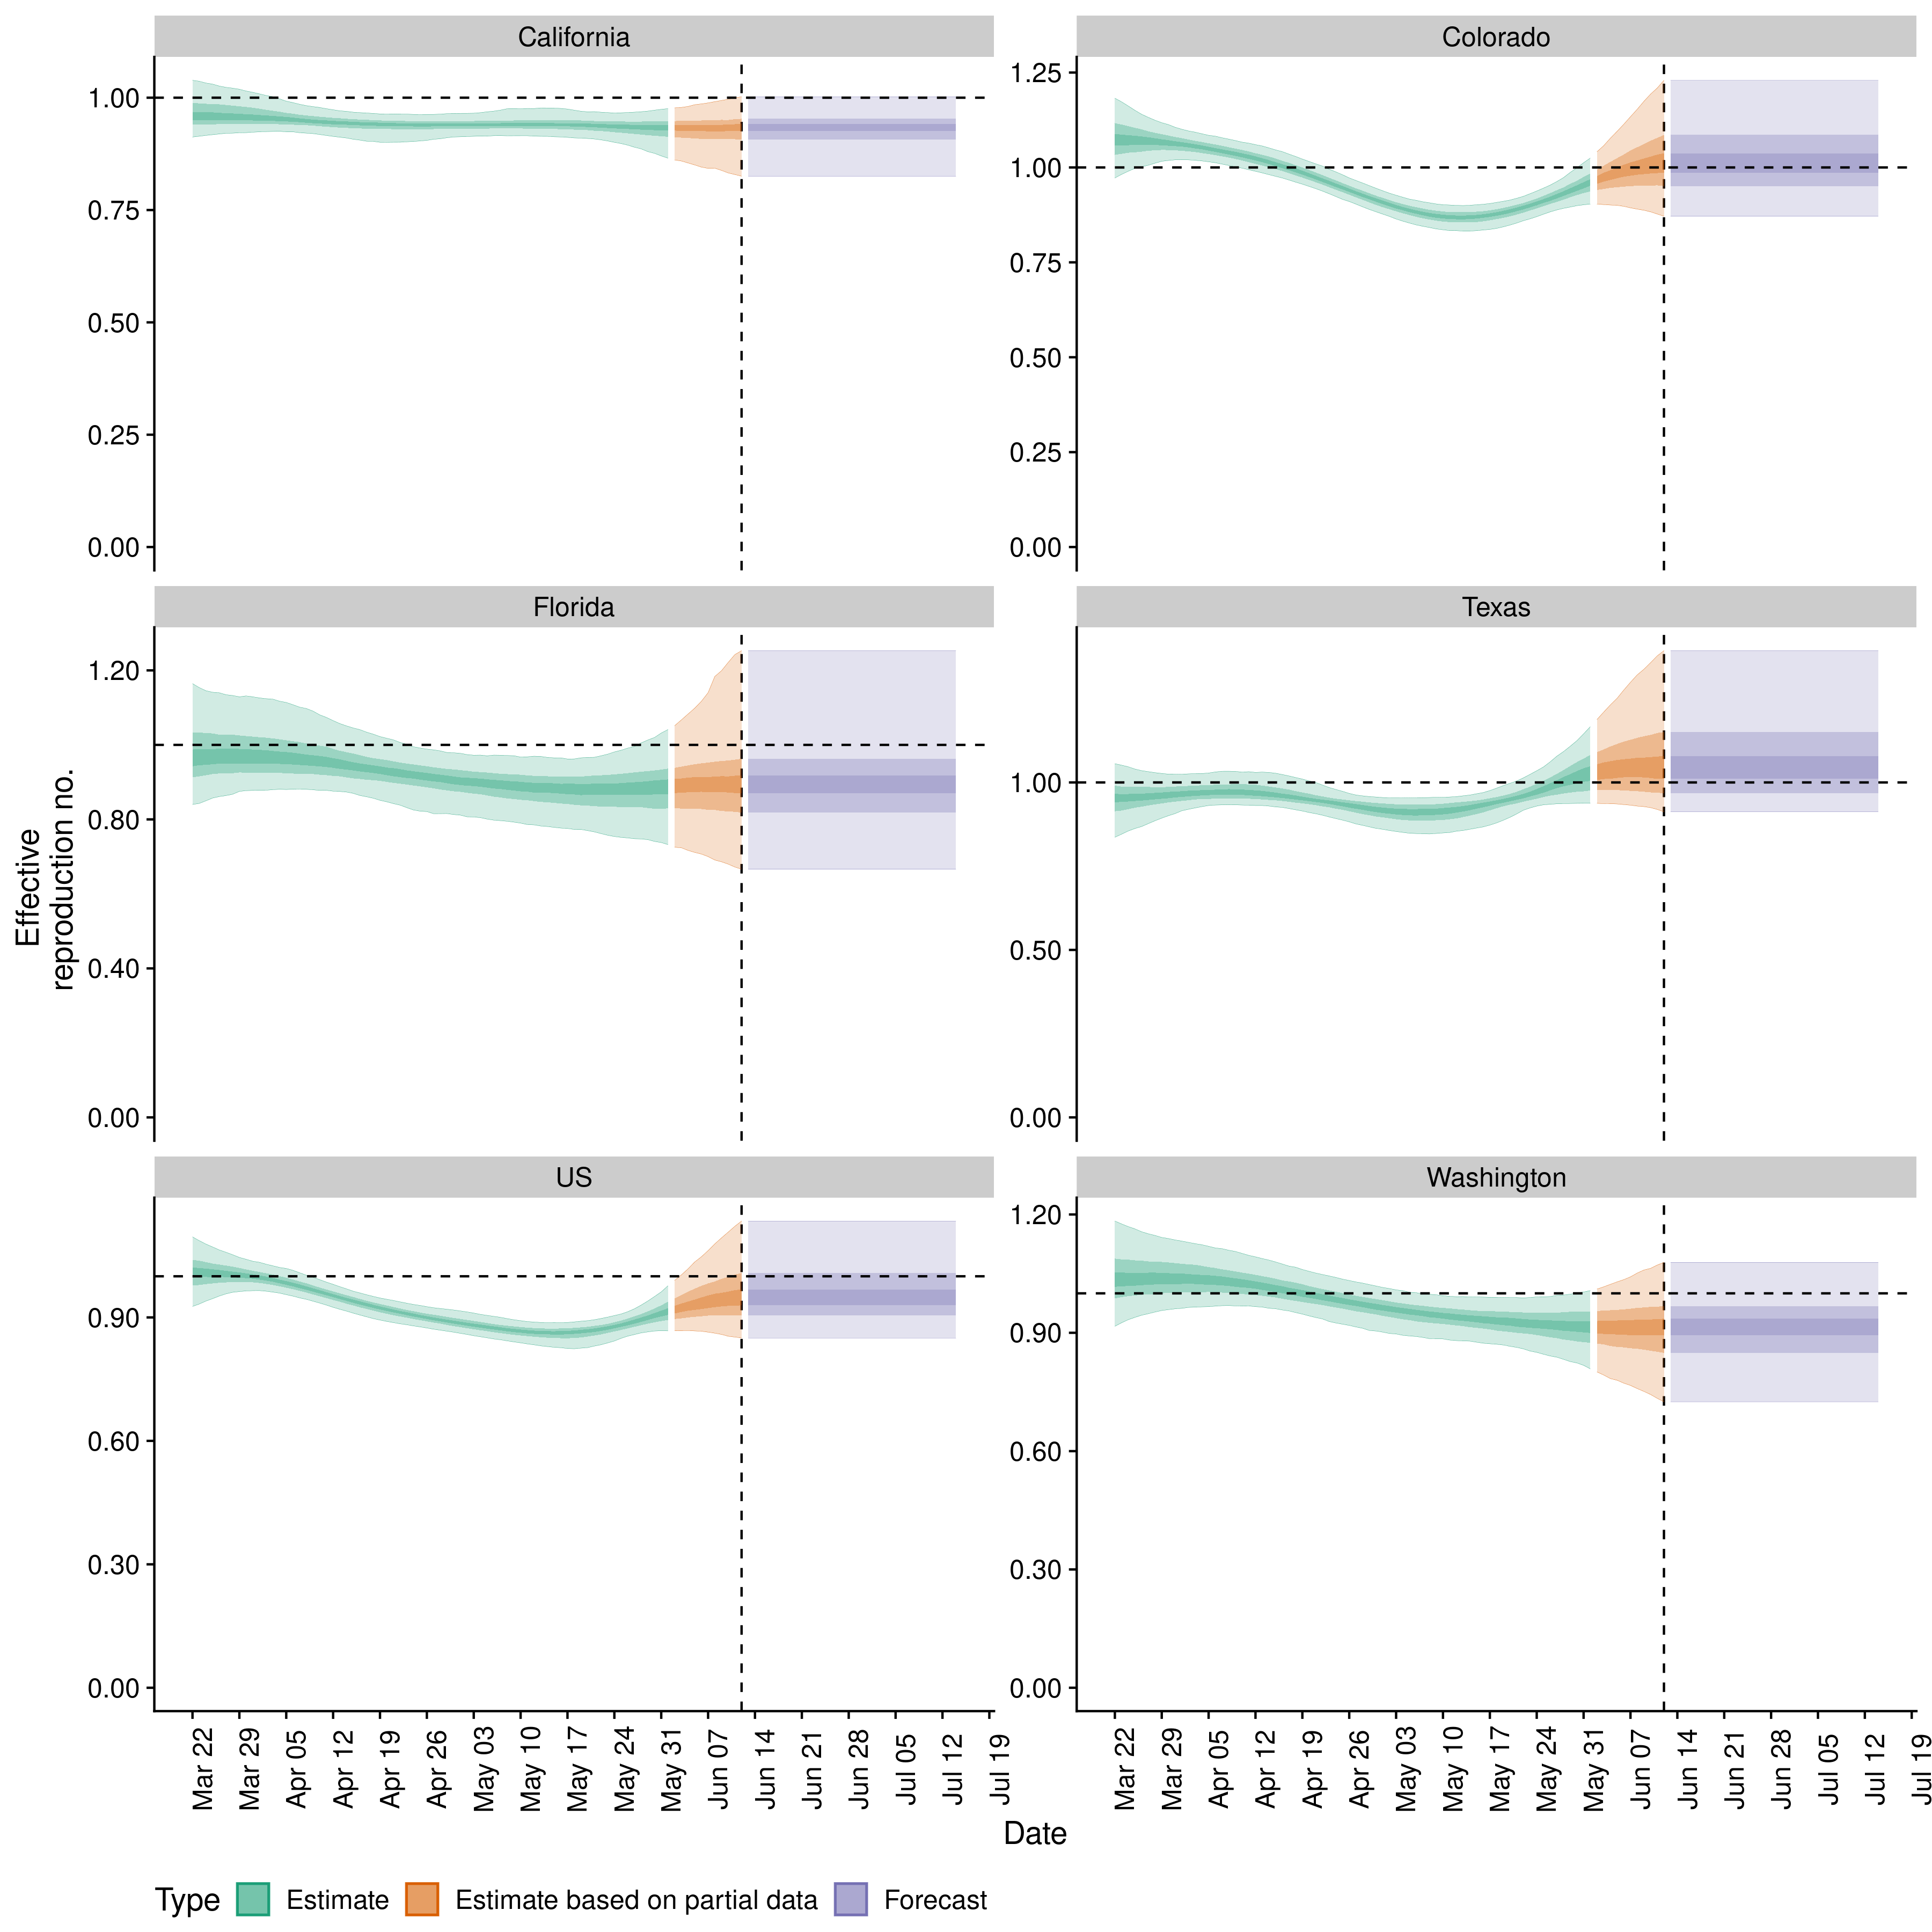 California
Colorado
1.00
0.75
0.50
0.25
0.00
1.25
1.00
0.75
0.50
0.25
0.00
Florida
Texas
1.20
0.80
0.40
0.00
1.00
0.50
0.00
Effective
reproduction no.
US
Washington
0.90
0.60
0.30
0.00
1.20
0.90
0.60
0.30
0.00
Mar 22
Mar 29
Apr 05
Apr 12
Apr 19
Apr 26
May 03
May 10
May 17
May 24
May 31
Jun 07
Jun 14
Jun 21
Jun 28
Jul 05
Jul 12
Jul 19
Mar 22
Mar 29
Apr 05
Apr 12
Apr 19
Apr 26
May 03
May 10
May 17
May 24
May 31
Jun 07
Jun 14
Jun 21
Jun 28
Jul 05
Jul 12
Jul 19
Date
Type Estimate Estimate based on partial data Forecast